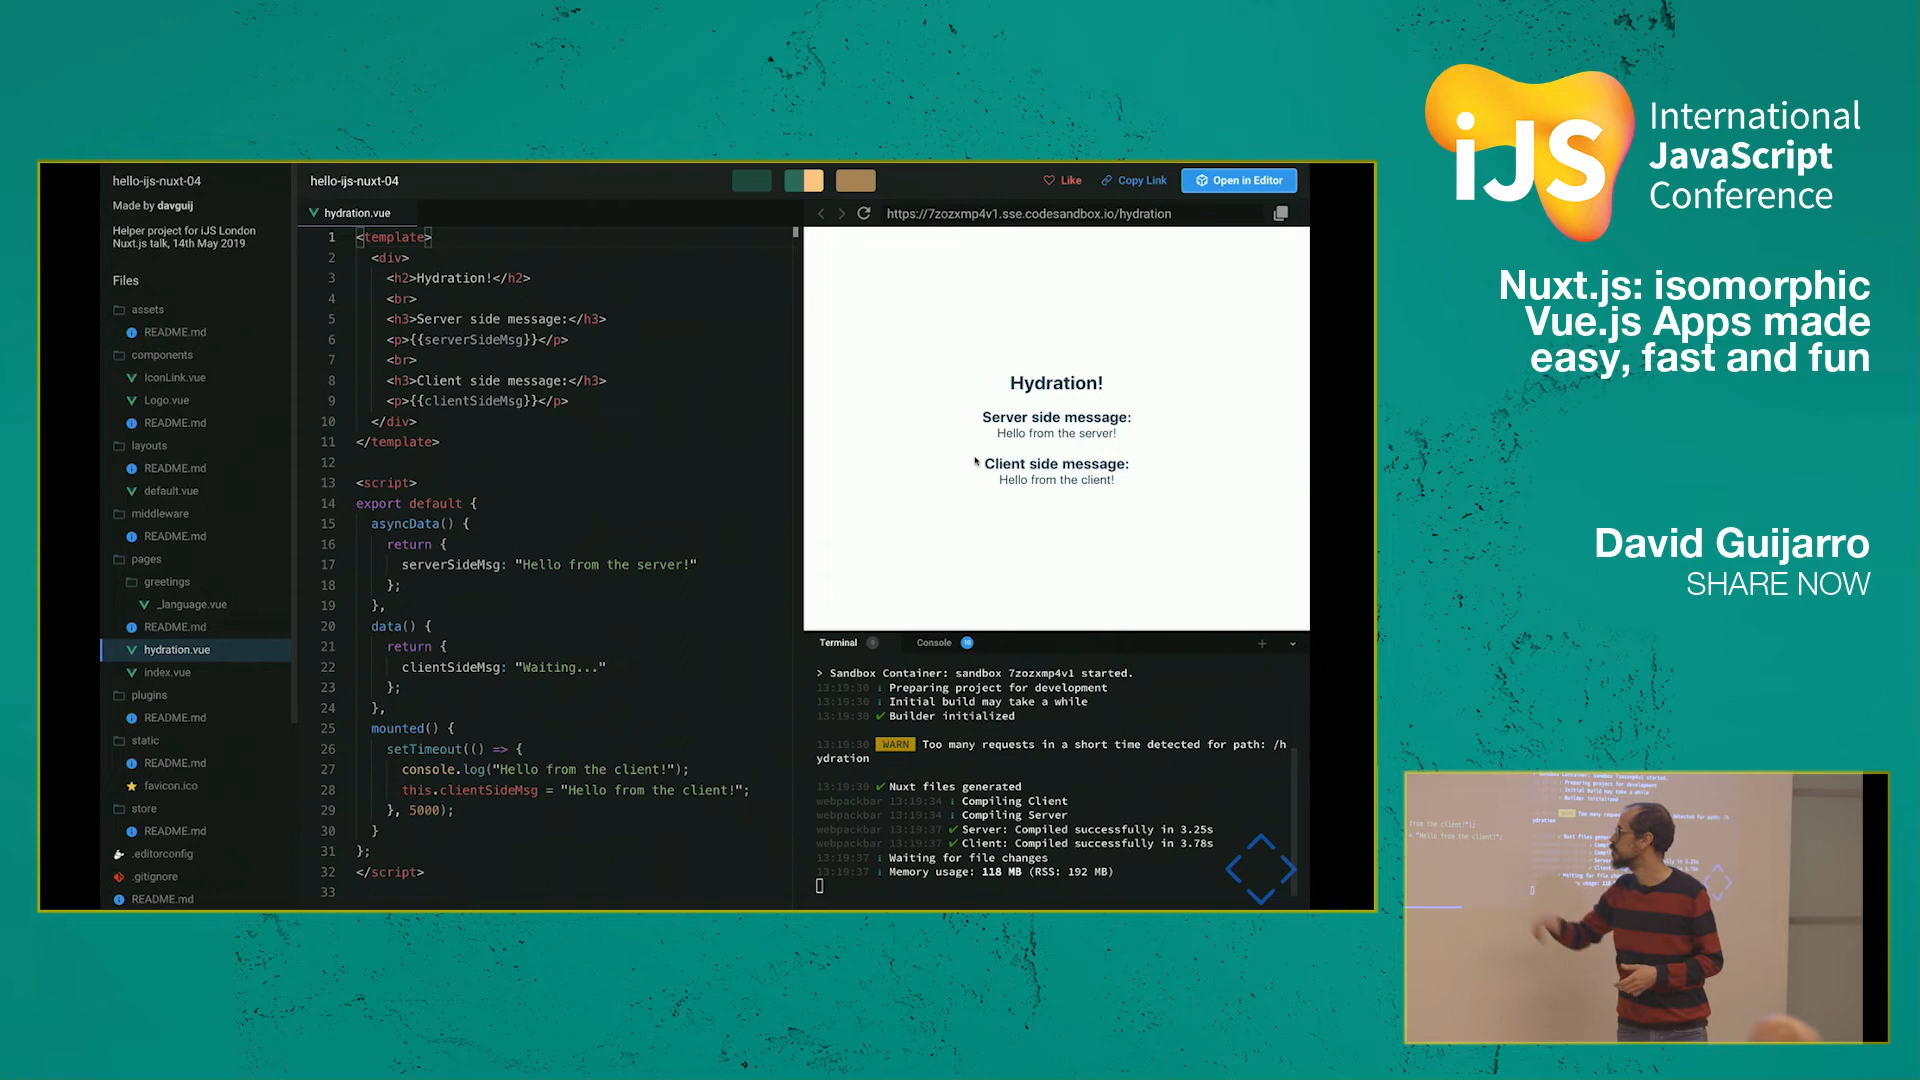 hello-ijs-nuxt-04
Made by davguij
Helper project for iJS London
Nuxt.js talk, 14th May 2019
Files
assets
README.md
components
IconLink.vue
Logo.vue
README.md
layouts
README.md
default.vue
middleware
README.md
pages
greetings
_language.vue
README.md
hydration.vue
index.vue
plugins
README.md
static
README.md
favicon.ico
store
README.md
.editorconfig
.gitignore
README.md
hello-ijs-nuxt-04
Like
Copy Link
Open in Editor
hydration.vue
1 <template>
2 <div>
3 <h2>Hydration!</h2>
4 <br>
5 <h3>Server side message:</h3>
6 <p>{{serverSideMsg}}</p>
7 <br>
8 <h3>Client side message:</h3>
9 <p>{{clientSideMsg}}</p>
10 </div>
11 </template>
12
13 <script>
14 export default {
15 asyncData() {
16 return {
17 serverSideMsg: "Hello from the server!"
18 };
19 },
20 data() {
21 return {
22 clientSideMsg: "Waiting..."
23 };
24 },
25 mounted() {
26 setTimeout(() => {
27 console.log("Hello from the client!");
28 this.clientSideMsg = "Hello from the client!";
29 }, 5000);
30 }
31 };
32 </script>
33
https://7zozxmp4v1.sse.codesandbox.io/hydration
Hydration!
Server side message:
Hello from the server!
Client side message:
Hello from the client!
Terminal 0 Console 10
> Sandbox Container: sandbox 7zozxmp4v1 started.
13:19:30 i Preparing project for development
13:19:30 i Initial build may take a while
13:19:30 ✔ Builder initialized
13:19:30 WARN Too many requests in a short time detected for path: /h
ydration
13:19:30 ✔ Nuxt files generated
webpackbar 13:19:34 i Compiling Client
webpackbar 13:19:34 i Compiling Server
webpackbar 13:19:37 ✔ Server: Compiled successfully in 3.25s
webpackbar 13:19:37 ✔ Client: Compiled successfully in 3.78s
13:19:37 i Waiting for file changes
13:19:37 i Memory usage: 118 MB (RSS: 192 MB)
iJS
International
JavaScript
Conference
Nuxt.js: isomorphic
Vue.js Apps made
easy, fast and fun
David Guijarro
SHARE NOW